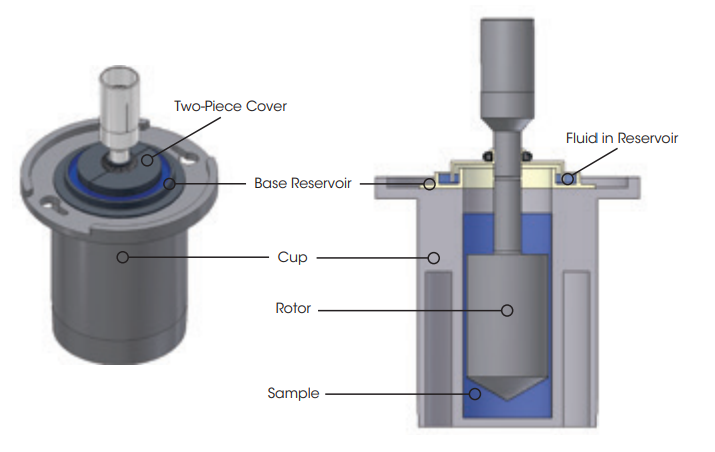 Two-Piece Cover
Fluid in Reservoir
Base Reservoir
Cup
Rotor
Sample